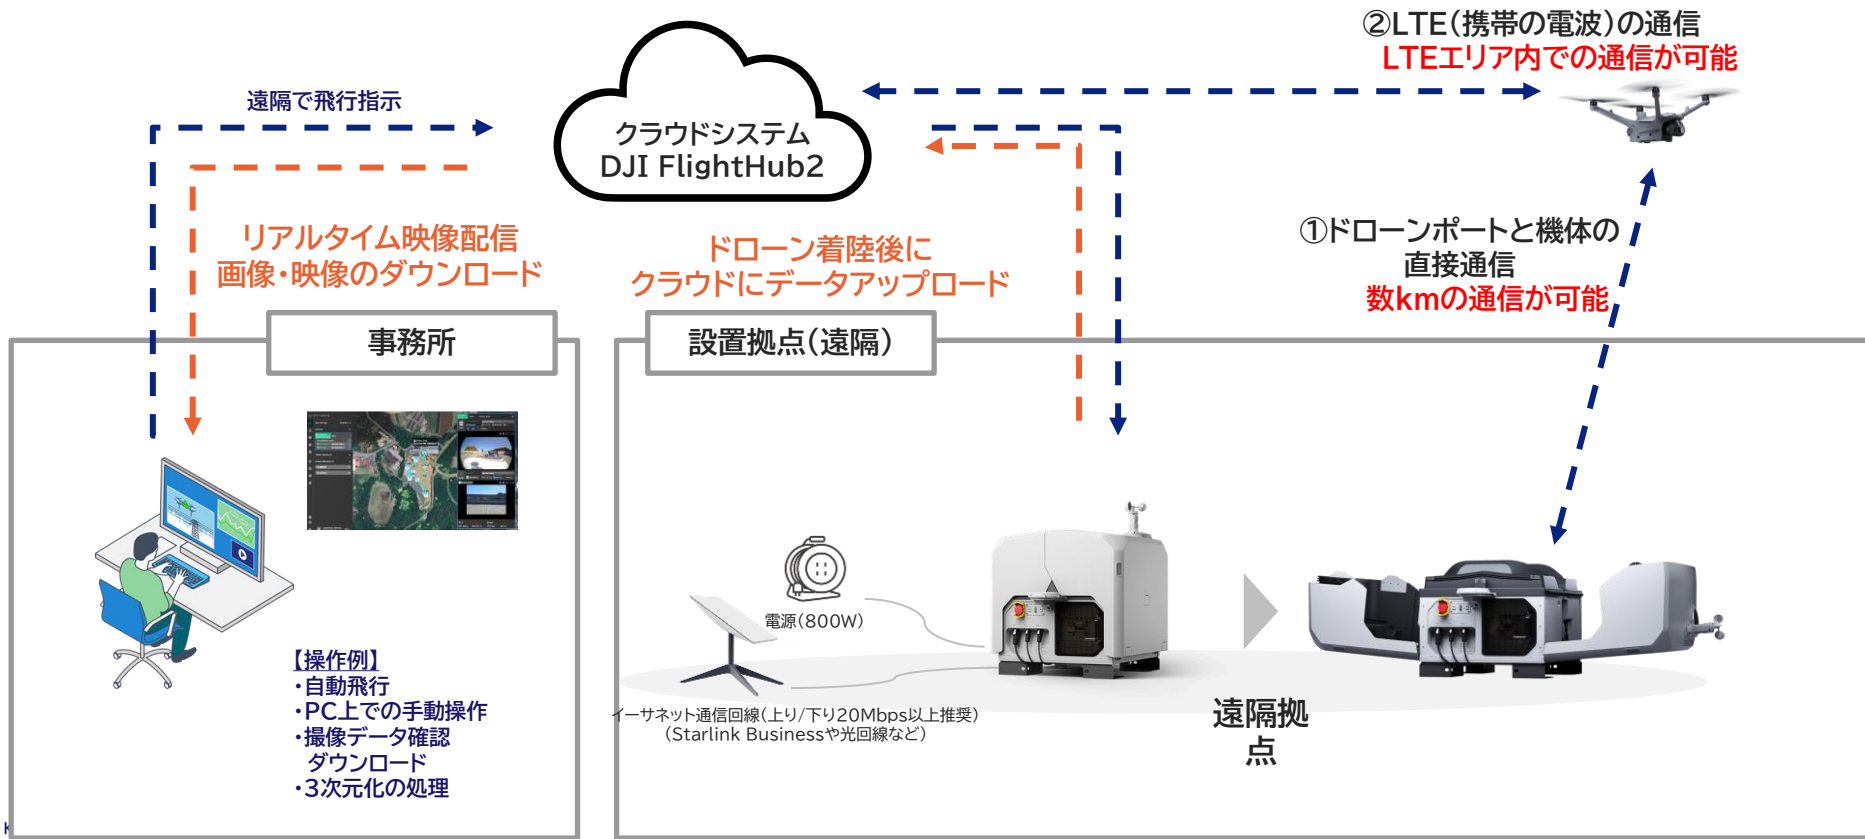 ②LTE(携帯の電波)の通信
LTEエリア内での通信が可能
遠隔で飛行指示
クラウドシステム
DJI FlightHub2
リアルタイム映像配信
画像・映像のダウンロード
ドローン着陸後に
クラウドにデータアップロード
①ドローンポートと機体の
直接通信
数kmの通信が可能
事務所
設置拠点(遠隔)
電源(800W)
【操作例】
・自動飛行
・PC上での手動操作
・撮像データ確認
ダウンロード
・3次元化の処理
イーサネット通信回線(上り/下り20Mbps以上推奨)
(Starlink Businessや光回線など)
遠隔拠
点